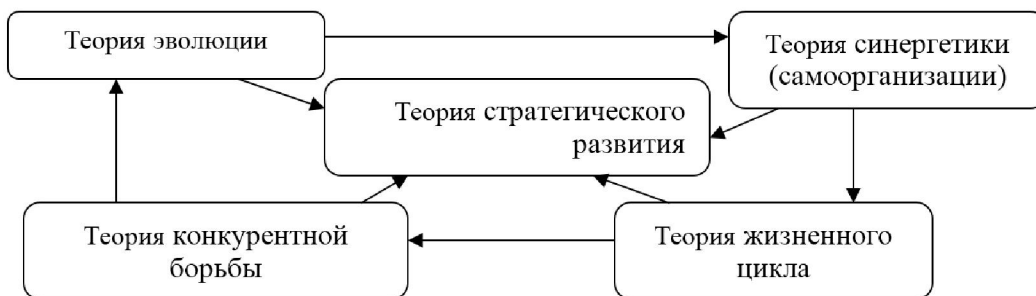 Теория эволюции
Теория синергетики
(самоорганизации)
Теория стратегического
развития
Теория конкурентной
борьбы
Теория жизненного
цикла